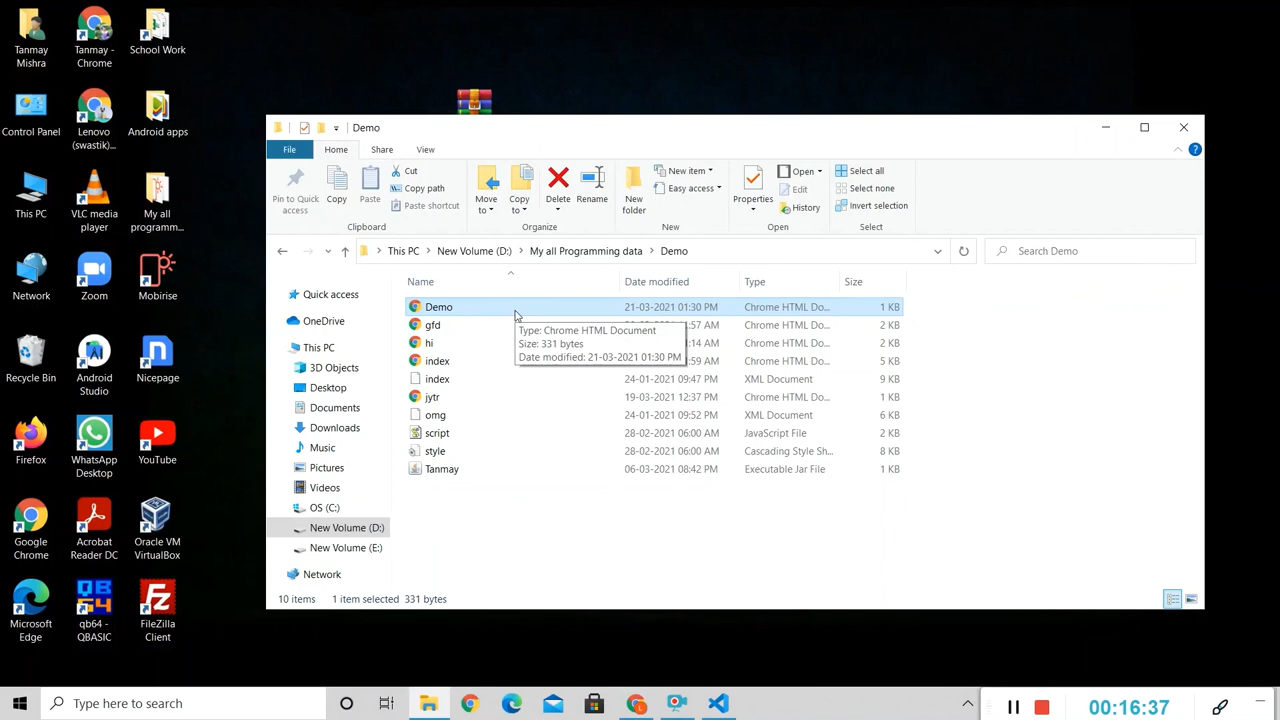 Tanmay Mishra
Tanmay - Chrome
School Work
Control Panel
Lenovo (swastik)...
Android apps
This PC
VLC media player
My all programm...
Network
Zoom
Mobirise
Recycle Bin
Android Studio
Nicepage
Firefox
WhatsApp Desktop
YouTube
Google Chrome
Acrobat Reader DC
Oracle VM VirtualBox
Microsoft Edge
qb64 - QBASIC
FileZilla Client
Demo
File Home Share View
Pin to Quick access
Copy
Paste
Cut
Copy path
Paste shortcut
Clipboard
Move to
Copy to
Delete
Rename
Organize
New folder
New item
Easy access
New
Properties
Open
Edit
History
Open
Select all
Select none
Invert selection
Select
This PC > New Volume (D:) > My all Programming data > Demo
Search Demo
Quick access
OneDrive
This PC
3D Objects
Desktop
Documents
Downloads
Music
Pictures
Videos
OS (C:)
New Volume (D:)
New Volume (E:)
Network
Name Date modified Type Size
Demo 21-03-2021 01:30 PM Chrome HTML Do... 1 KB
gfd :57 AM Chrome HTML Do... 1 KB
hi :14 AM Chrome HTML Do... 1 KB
index :59 AM Chrome HTML Do... 4 KB
index 24-01-2021 09:47 PM XML Document 9 KB
jytr 19-03-2021 12:37 PM Chrome HTML Do... 1 KB
omg 24-01-2021 09:52 PM XML Document 6 KB
script 28-02-2021 06:00 AM JavaScript File 2 KB
style 28-02-2021 06:00 AM Cascading Style Sh... 8 KB
Tanmay 06-03-2021 08:42 PM Executable Jar File 1 KB
Type: Chrome HTML Document
Size: 331 bytes
Date modified: 21-03-2021 01:30 PM
10 items 1 item selected 331 bytes
Type here to search
00:16:37